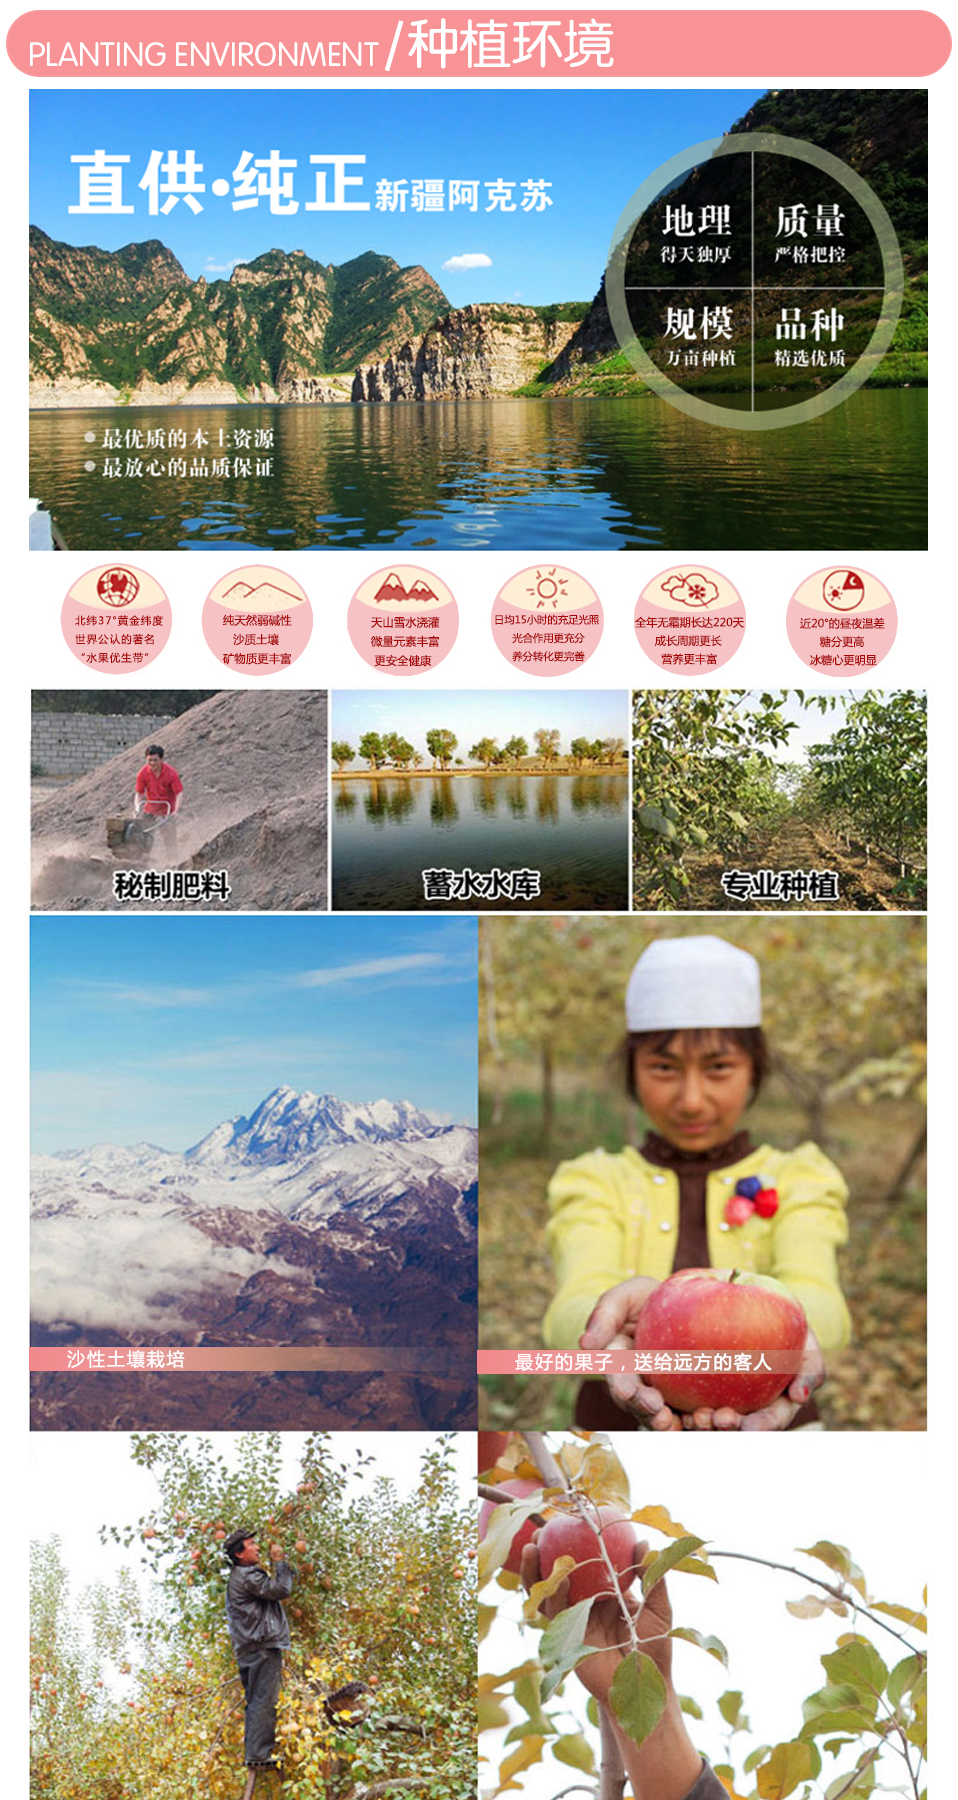 PLANTING ENVIRONMENT/种植环境
直供·纯正新疆阿克苏
地理
得天独厚
质量
严格把控
规模
万亩种植
品种
精选优质
最优质的本土资源
最放心的品质保证
北纬37°黄金纬度
世界公认的著名
“水果优生带”
纯天然弱碱性
沙质土壤
矿物质更丰富
天山雪水浇灌
微量元素丰富
更安全健康
日均15小时的充足光照
光合作用更充分
养分转化更完善
全年无霜期长达220天
成长周期更长
营养更丰富
近20°的昼夜温差
糖分更高
冰糖心更明显
秘制肥料
蓄水水库
专业种植
沙性土壤栽培
最好的果子，送给远方的客人